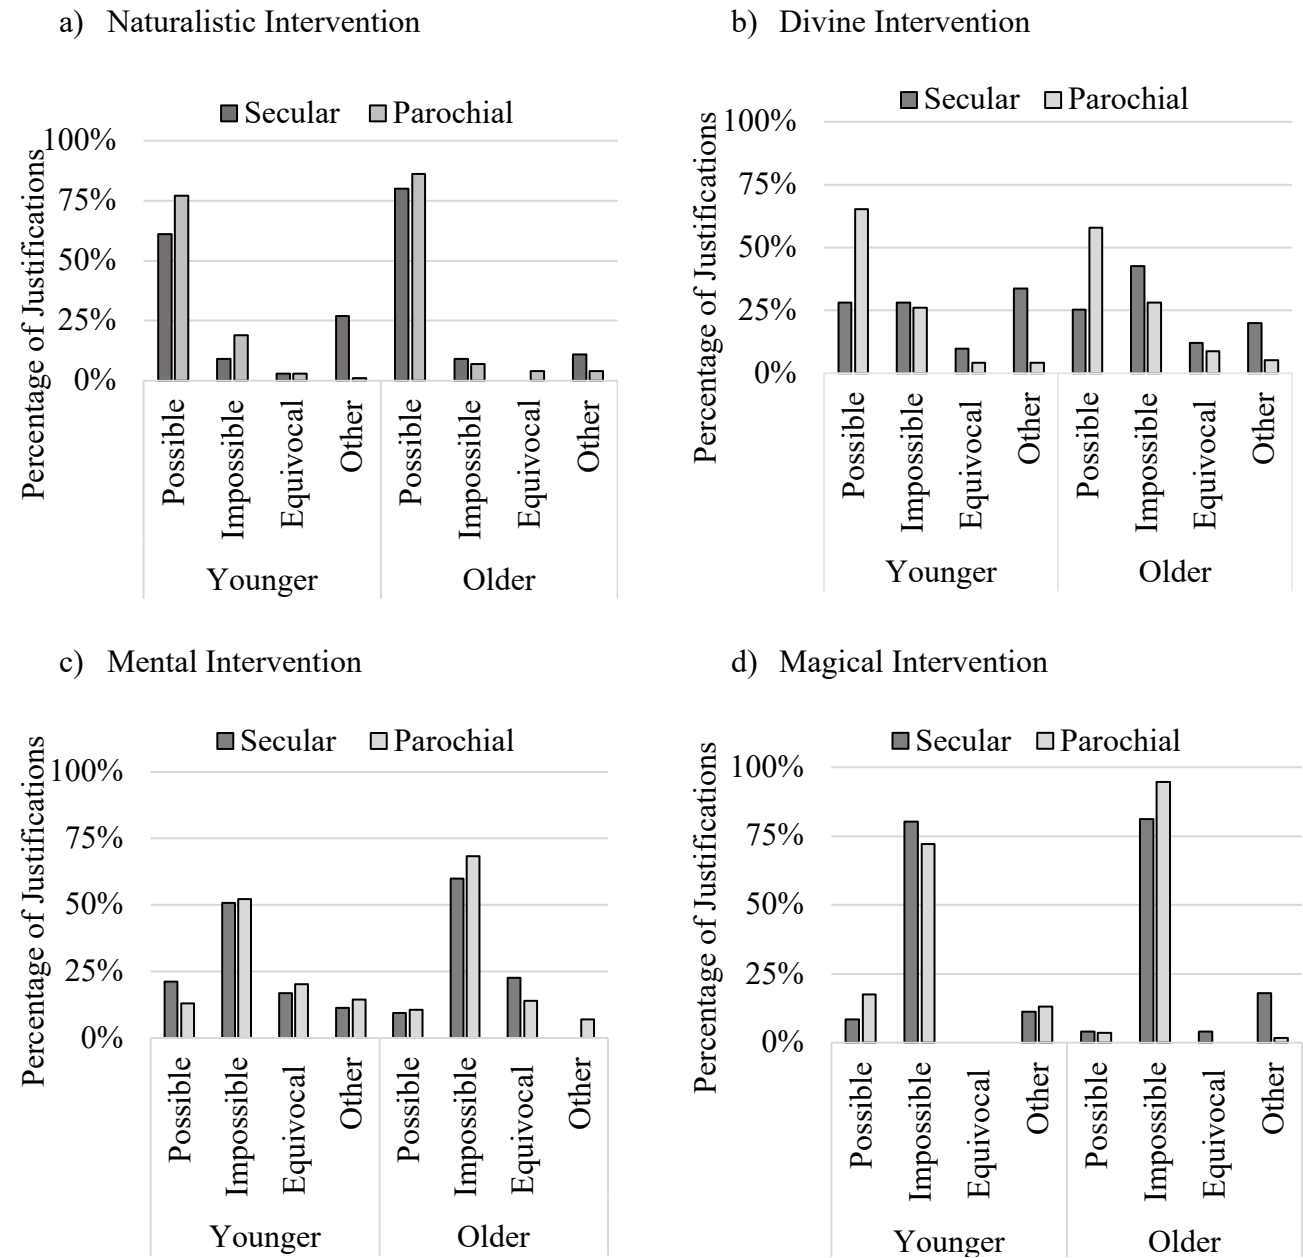 a) Naturalistic Intervention
Secular Parochial
Percentage of Justifications
100%
75%
50%
25%
0%
Possible
Impossible
Equivocal
Other
Possible
Impossible
Equivocal
Other
Younger
Older
b) Divine Intervention
Secular Parochial
Percentage of Justifications
100%
75%
50%
25%
0%
Possible
Impossible
Equivocal
Other
Possible
Impossible
Equivocal
Other
Younger
Older
c) Mental Intervention
Secular Parochial
Percentage of Justifications
100%
75%
50%
25%
0%
Possible
Impossible
Equivocal
Other
Possible
Impossible
Equivocal
Other
Younger
Older
d) Magical Intervention
Secular Parochial
Percentage of Justifications
100%
75%
50%
25%
0%
Possible
Impossible
Equivocal
Other
Possible
Impossible
Equivocal
Other
Younger
Older